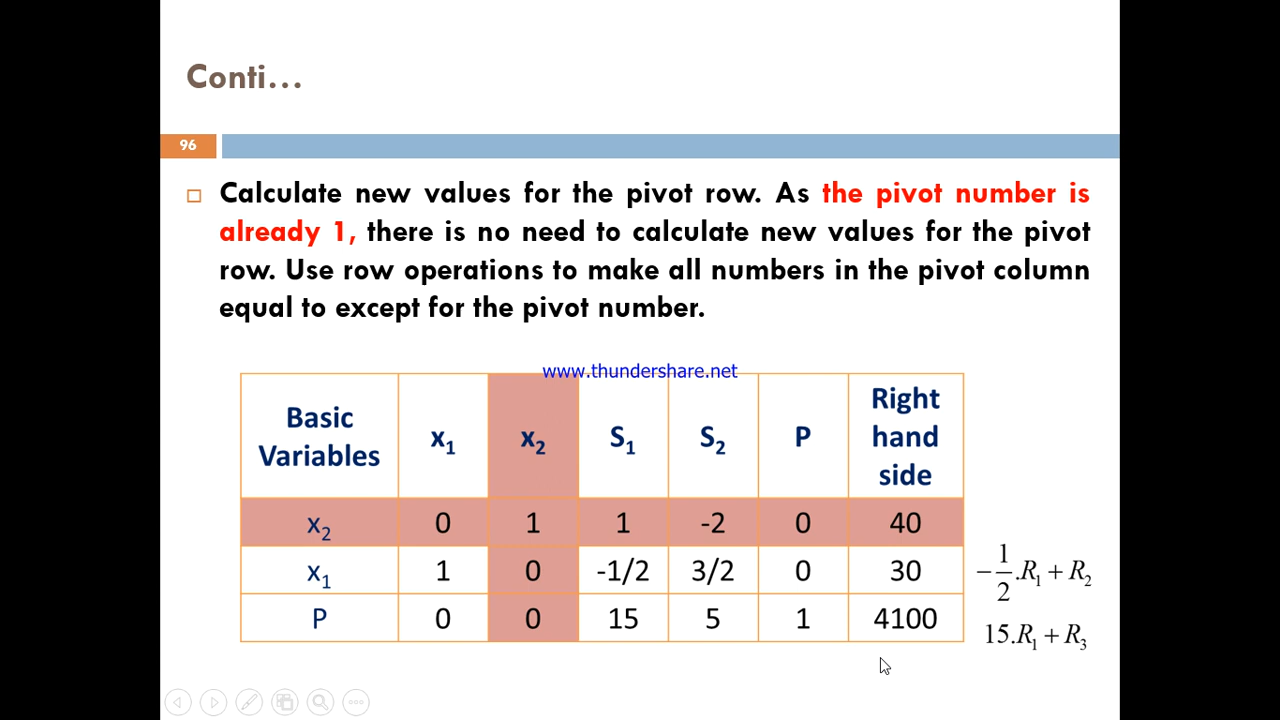 Conti...
96
Calculate new values for the pivot row. As the pivot number is
already 1, there is no need to calculate new values for the pivot
row. Use row operations to make all numbers in the pivot column
equal to except for the pivot number.
www.thundershare.net
Basic Variables x₁ x₂ S₁ S₂ P Right hand side
x₂ 0 1 1 -2 0 40
x₁ 1 0 -1/2 3/2 0 30 −1/2.R₁ + R₂
P 0 0 15 5 1 4100 15.R₁ + R₃